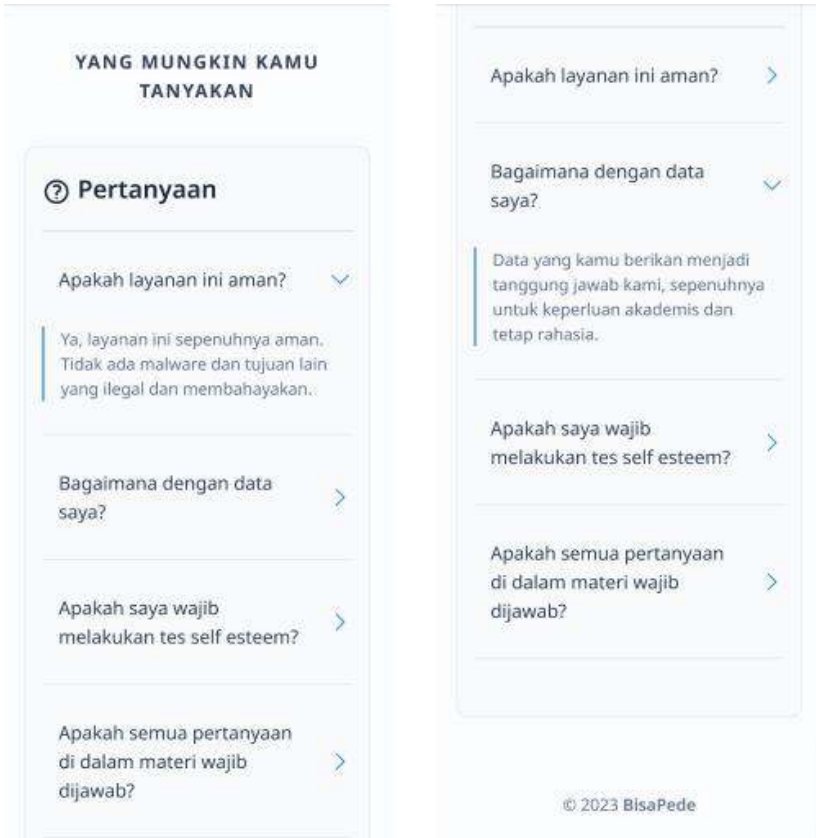 YANG MUNGKIN KAMU
TANYAKAN
Pertanyaan
Apakah layanan ini aman?
Ya, layanan ini sepenuhnya aman.
Tidak ada malware dan tujuan lain
yang ilegal dan membahayakan.
Bagaimana dengan data
saya?
Apakah saya wajib
melakukan tes self esteem?
Apakah semua pertanyaan
di dalam materi wajib
dijawab?
Apakah layanan ini aman?
Bagaimana dengan data
saya?
Data yang kamu berikan menjadi
tanggung jawab kami, sepenuhnya
untuk keperluan akademis dan
tetap rahasia.
Apakah saya wajib
melakukan tes self esteem?
Apakah semua pertanyaan
di dalam materi wajib
dijawab?
© 2023 BisaPede